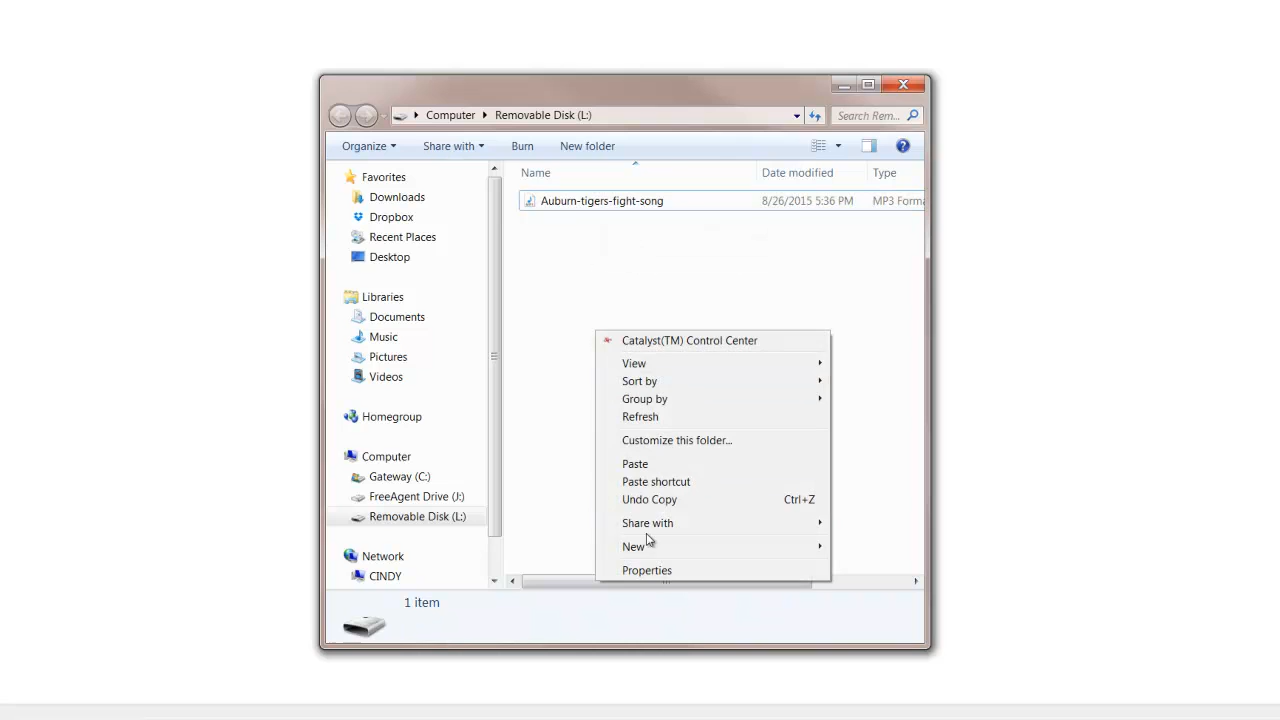 Computer Removable Disk (L:) Search Rem...
Organize Share with Burn New folder
Favorites
Downloads
Dropbox
Recent Places
Desktop
Libraries
Documents
Music
Pictures
Videos
Homegroup
Computer
Gateway (C:)
FreeAgent Drive (J:)
Removable Disk (L:)
Network
CINDY
Name Date modified Type
Auburn-tigers-fight-song 8/26/2015 5:36 PM MP3 Forma
Catalyst(TM) Control Center
View
Sort by
Group by
Refresh
Customize this folder...
Paste
Paste shortcut
Undo Copy Ctrl+Z
Share with
New
Properties
1 item